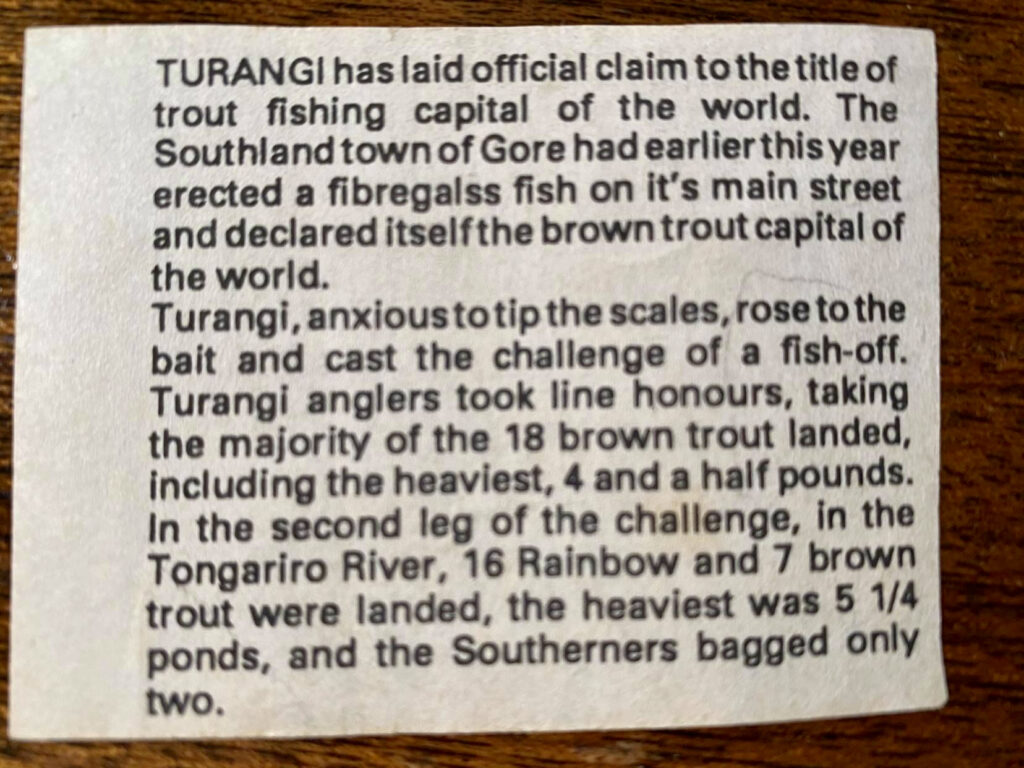 TURANGI has laid official claim to the title of
trout fishing capital of the world. The
Southland town of Gore had earlier this year
erected a fibregalss fish on it's main street
and declared itself the brown trout capital of
the world.
Turangi, anxious to tip the scales, rose to the
bait and cast the challenge of a fish-off.
Turangi anglers took line honours, taking
the majority of the 18 brown trout landed,
including the heaviest, 4 and a half pounds.
In the second leg of the challenge, in the
Tongariro River, 16 Rainbow and 7 brown
trout were landed, the heaviest was 5 1/4
ponds, and the Southerners bagged only
two.